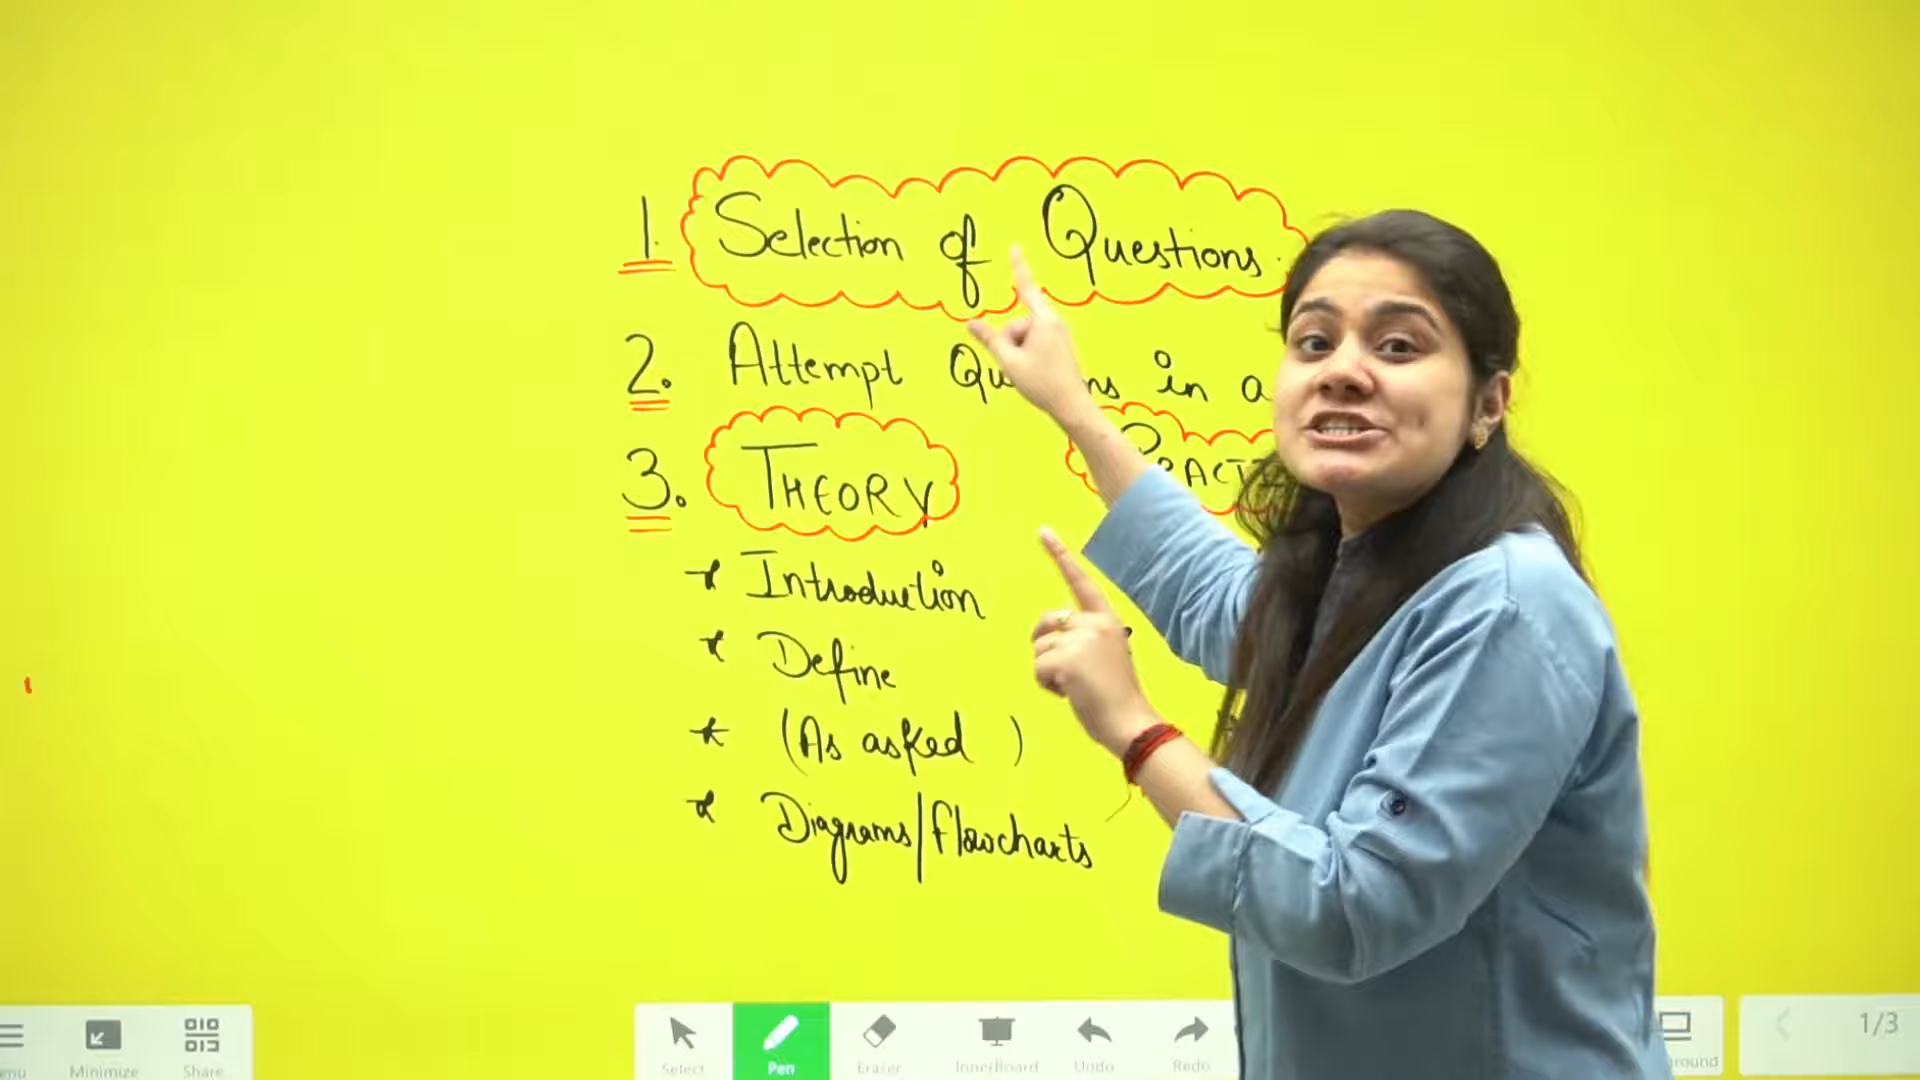 1. Selection of Questions.
2. Attempt in a
3. THEORY
* Introduction
* Define
* (As asked )
* Diagrams/Flowcharts
Minimize Share Select Pen Eraser InnerBoard Undo Redo 1/3